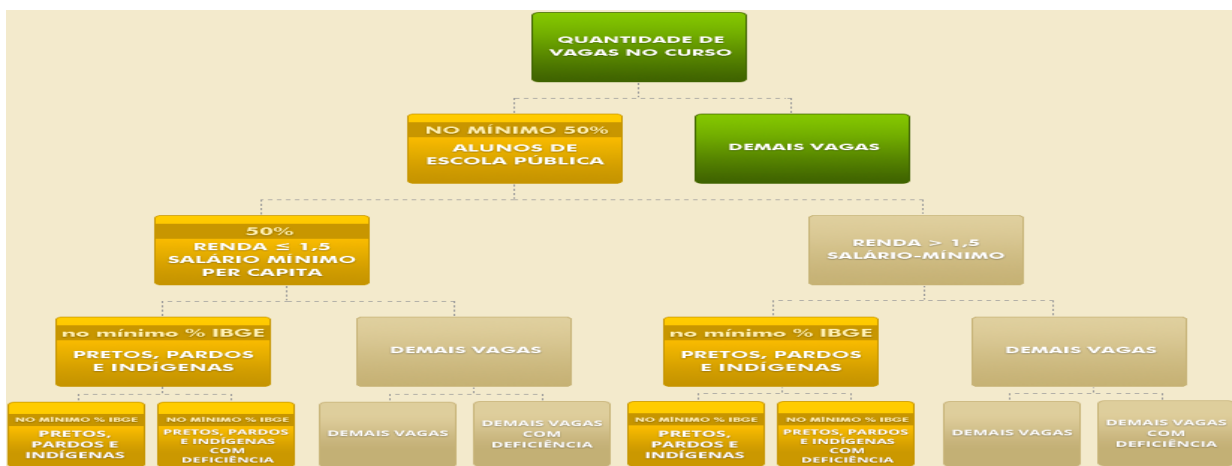 QUANTIDADE DE
VAGAS NO CURSO
NO MÍNIMO 50%
ALUNOS DE
ESCOLA PÚBLICA
DEMAIS VAGAS
50%
RENDA ≤ 1,5
SALÁRIO MÍNIMO
PER CAPITA
RENDA > 1,5
SALÁRIO-MÍNIMO
no mínimo % IBGE
PRETOS, PARDOS
E INDÍGENAS
DEMAIS VAGAS
no mínimo % IBGE
PRETOS, PARDOS
E INDÍGENAS
DEMAIS VAGAS
NO MÍNIMO % IBGE
PRETOS,
PARDOS E
INDÍGENAS
NO MÍNIMO % IBGE
PRETOS, PARDOS
E INDÍGENAS
COM
DEFICIÊNCIA
DEMAIS VAGAS
DEMAIS VAGAS
COM
DEFICIÊNCIA
NO MÍNIMO % IBGE
PRETOS,
PARDOS E
INDÍGENAS
NO MÍNIMO % IBGE
PRETOS, PARDOS
E INDÍGENAS
COM
DEFICIÊNCIA
DEMAIS VAGAS
DEMAIS VAGAS
COM
DEFICIÊNCIA